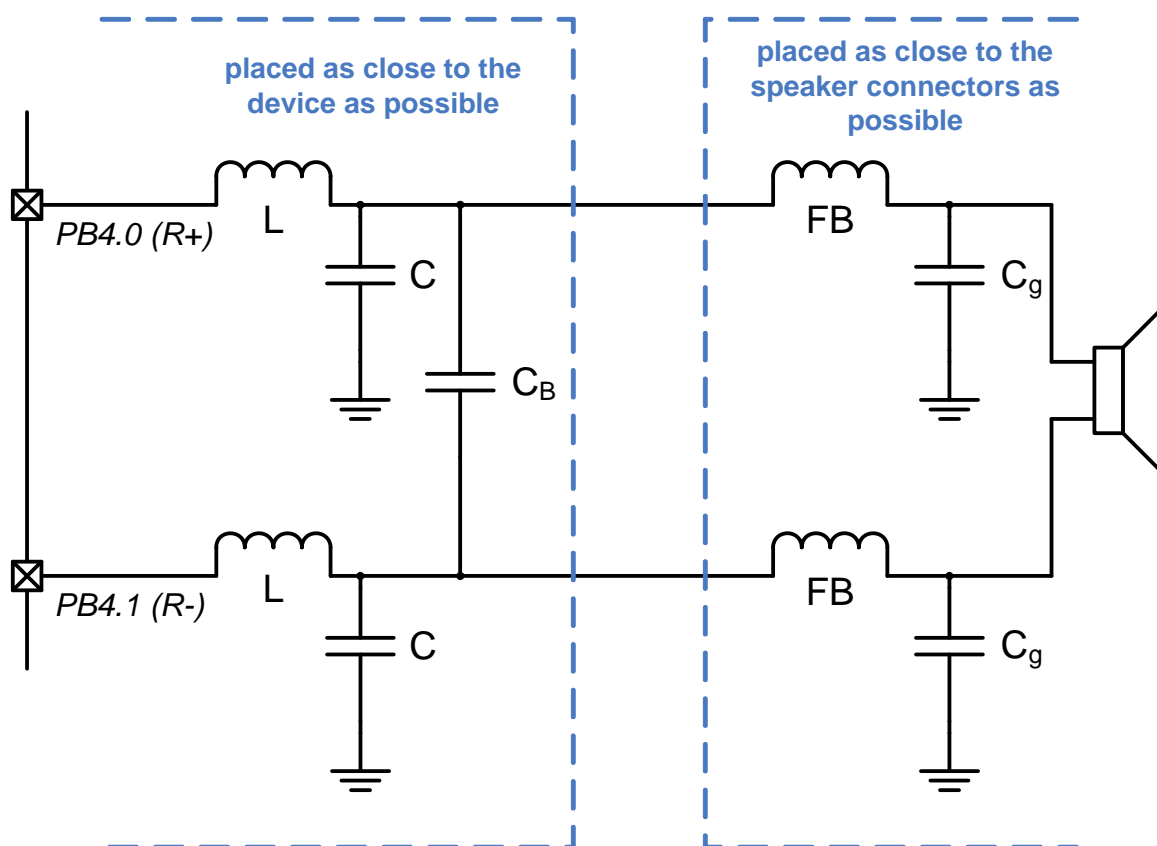 placed as close to the
device as possible
placed as close to the
speaker connectors as
possible
L
FB
PB4.0 (R+)
C
Cg
CB
L
FB
PB4.1 (R-)
C
Cg